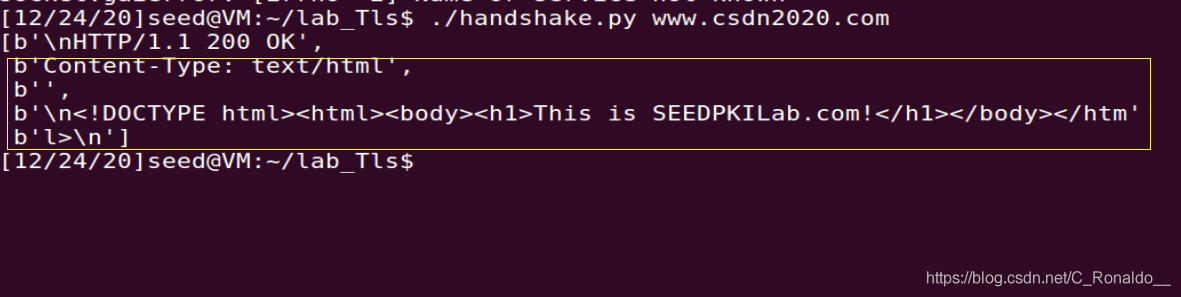 [12/24/20]seed@VM:~/lab_Tls$ ./handshake.py www.csdn2020.com
[b'\nHTTP/1.1 200 OK',
b'Content-Type: text/html',
b'',
b'\n<!DOCTYPE html><html><body><h1>This is SEEDPKILab.com!</h1></body></htm'
b'l>\n']
[12/24/20]seed@VM:~/lab_Tls$
https://blog.csdn.net/C_Ronaldo__